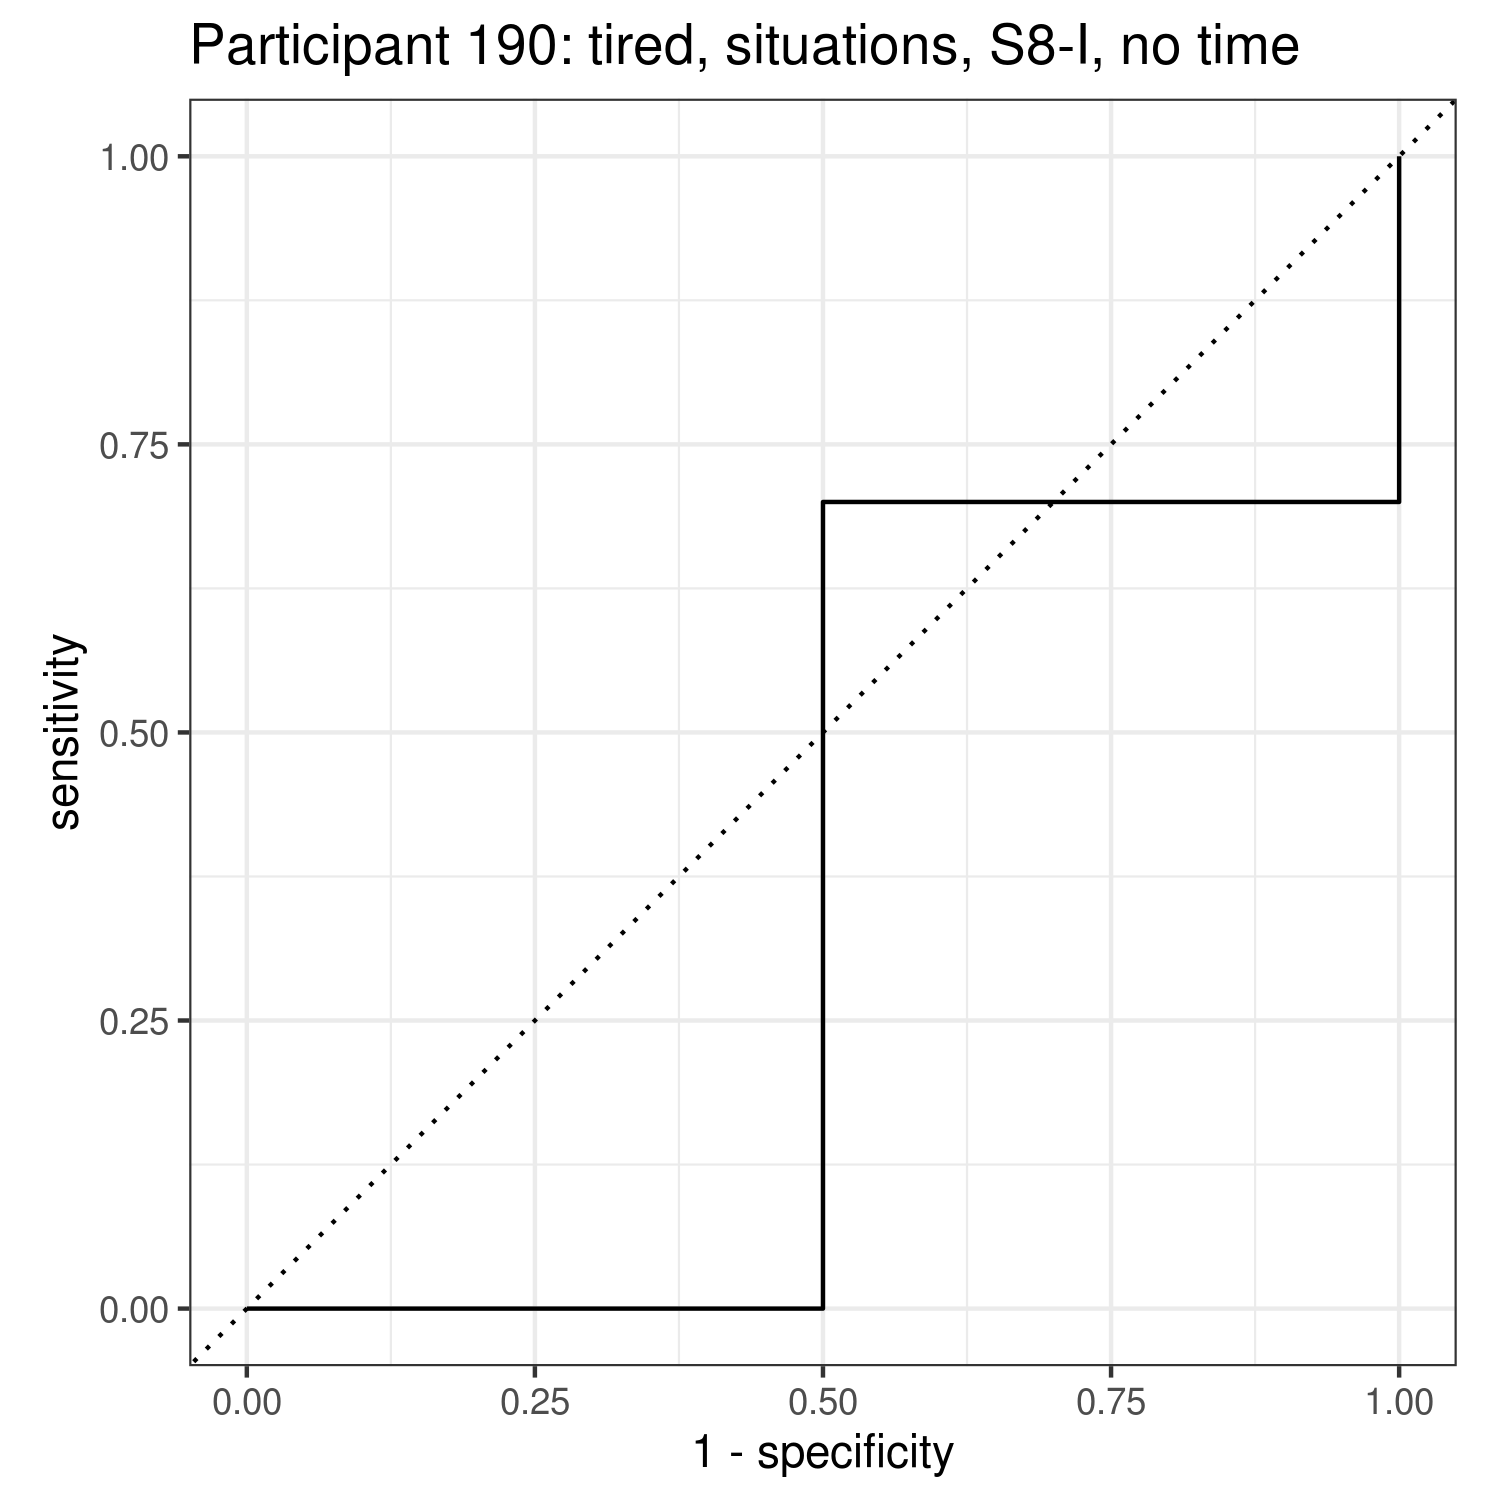 Participant 190: tired, situations, S8-I, no time
1.00
0.75
0.50
0.25
0.00
sensitivity
0.00 0.25 0.50 0.75 1.00
1 - specificity